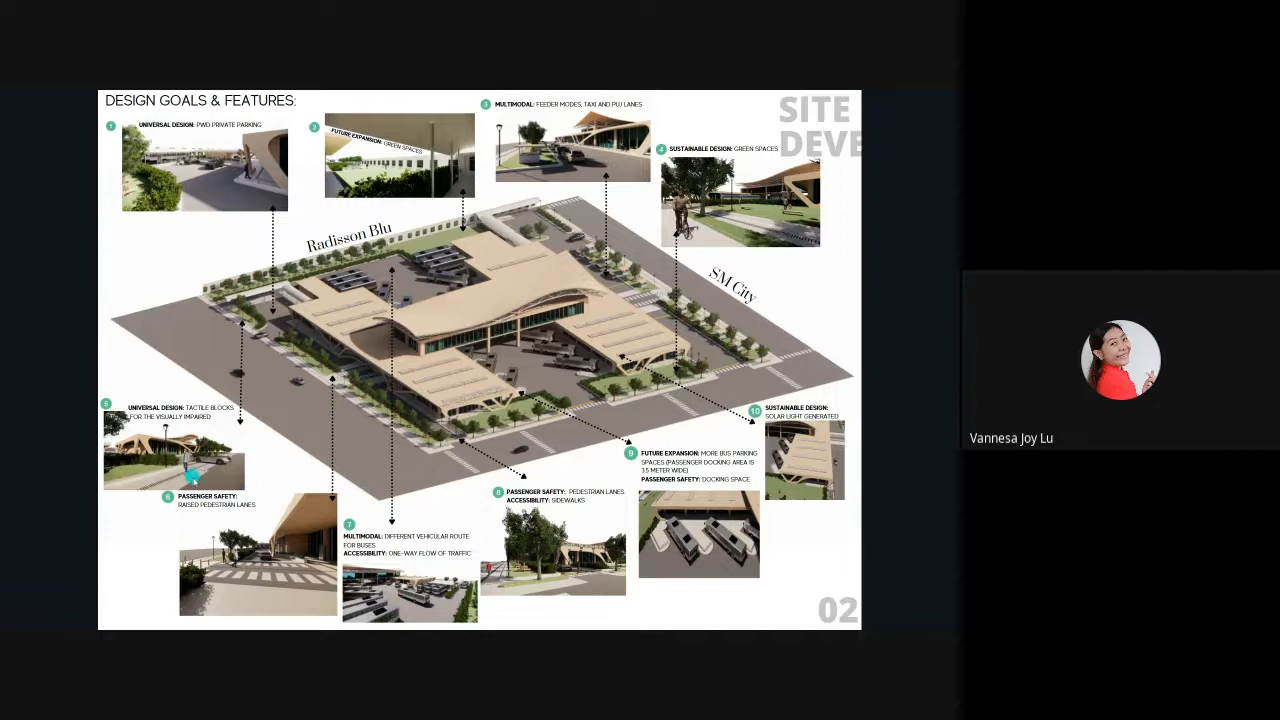 DESIGN GOALS & FEATURES:
SITE
DEVE
1
UNIVERSAL DESIGN: PWD PRIVATE PARKING
2
FUTURE EXPANSION: GREEN SPACES
3
MULTIMODAL: FEEDER MODES, TAXI AND PUJ LANES
4
SUSTAINABLE DESIGN: GREEN SPACES
Radisson Blu
SM City
5
UNIVERSAL DESIGN: TACTILE BLOCKS
FOR THE VISUALLY IMPAIRED
6
PASSENGER SAFETY:
RAISED PEDESTRIAN LANES
7
MULTIMODAL: DIFFERENT VEHICULAR ROUTE
FOR BUSES
ACCESSIBILITY: ONE-WAY FLOW OF TRAFFIC
8
PASSENGER SAFETY: PEDESTRIAN LANES
ACCESSIBILITY: SIDEWALKS
9
FUTURE EXPANSION: MORE BUS PARKING
SPACES (PASSENGER DOCKING AREA IS
3.5 METER WIDE)
PASSENGER SAFETY: DOCKING SPACE
10
SUSTAINABLE DESIGN:
SOLAR LIGHT GENERATED
02
Vannesa Joy Lu